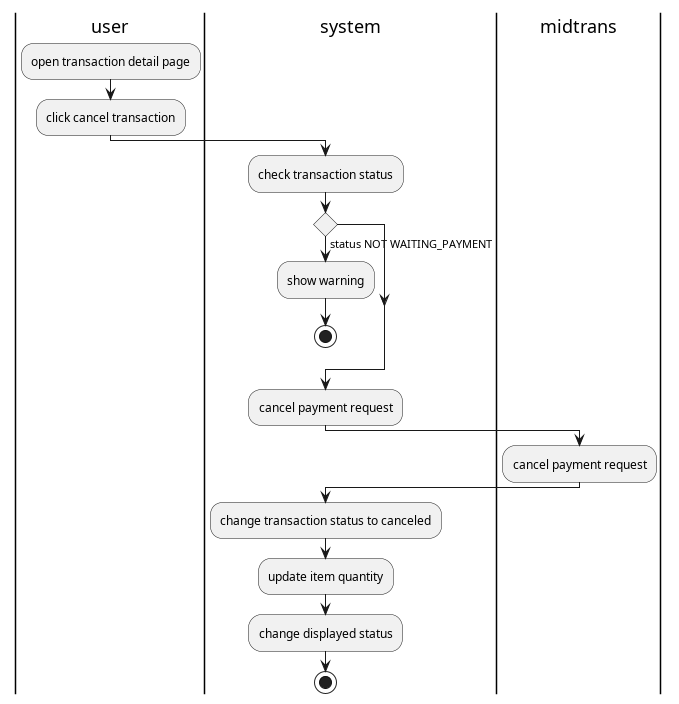 user
system
midtrans
open transaction detail page
click cancel transaction
check transaction status
status NOT WAITING_PAYMENT
show warning
cancel payment request
cancel payment request
change transaction status to canceled
update item quantity
change displayed status